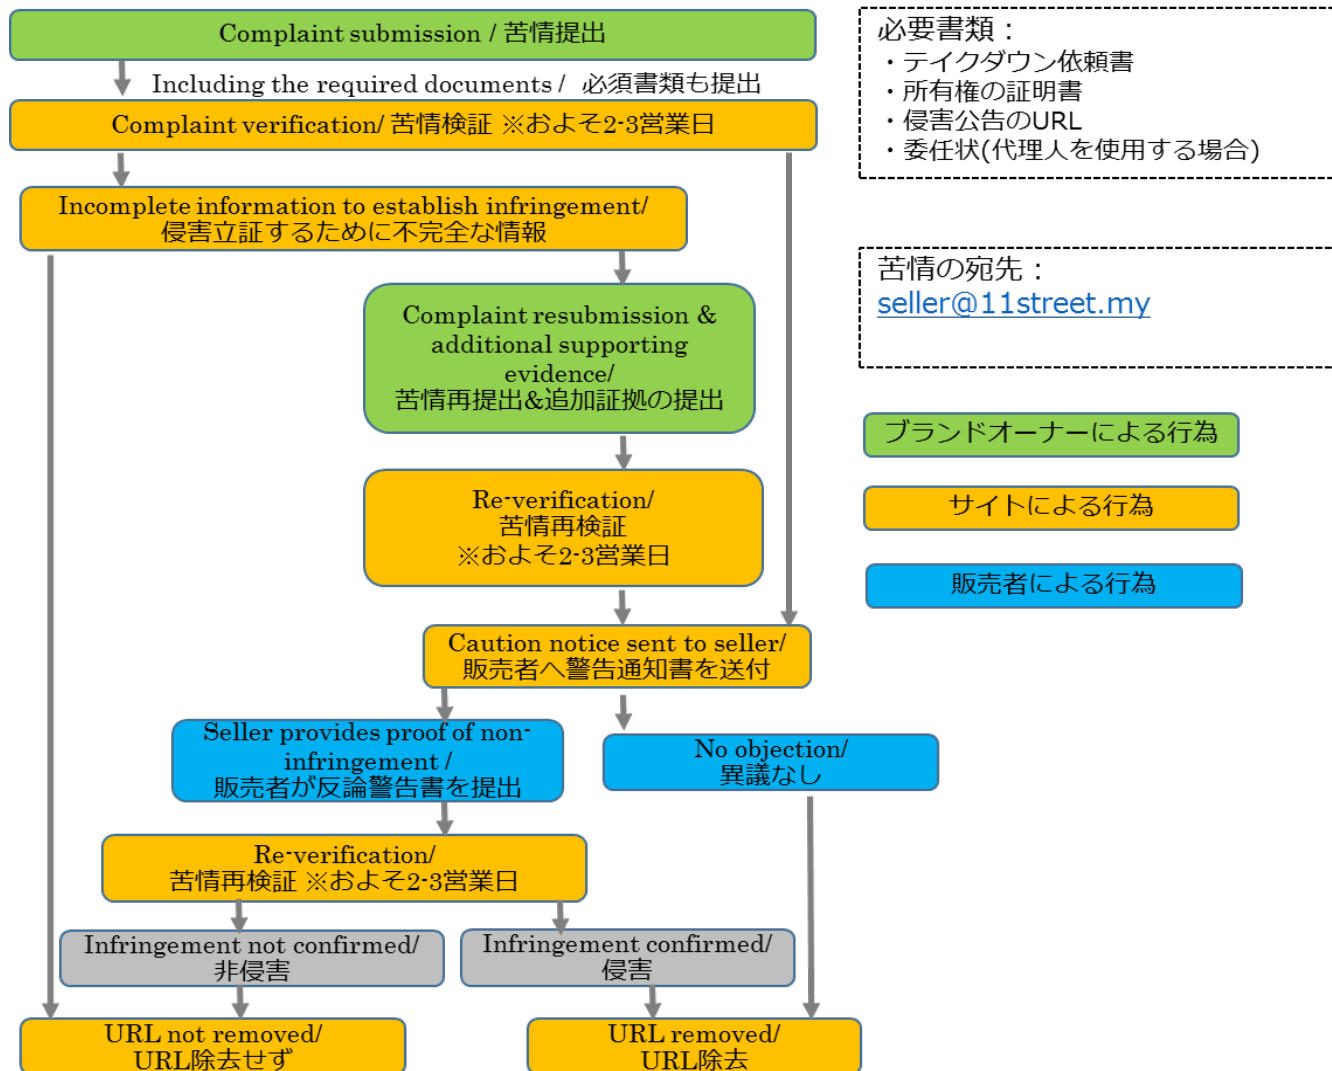 Complaint submission / 苦情提出
Including the required documents / 必須書類も提出
Complaint verification/ 苦情検証 ※およそ2-3営業日
Incomplete information to establish infringement/
侵害立証するために不完全な情報
Complaint resubmission &
additional supporting
evidence/
苦情再提出&追加証拠の提出
Re-verification/
苦情再検証
※およそ2-3営業日
Caution notice sent to seller/
販売者へ警告通知書を送付
Seller provides proof of non-
infringement /
販売者が反論警告書を提出
No objection/
異議なし
Re-verification/
苦情再検証 ※およそ2-3営業日
Infringement not confirmed/
非侵害
Infringement confirmed/
侵害
URL not removed/
URL除去せず
URL removed/
URL除去
必要書類：
・テイクダウン依頼書
・所有権の証明書
・侵害公告のURL
・委任状(代理人を使用する場合)
苦情の宛先：
seller@11street.my
ブランドオーナーによる行為
サイトによる行為
販売者による行為